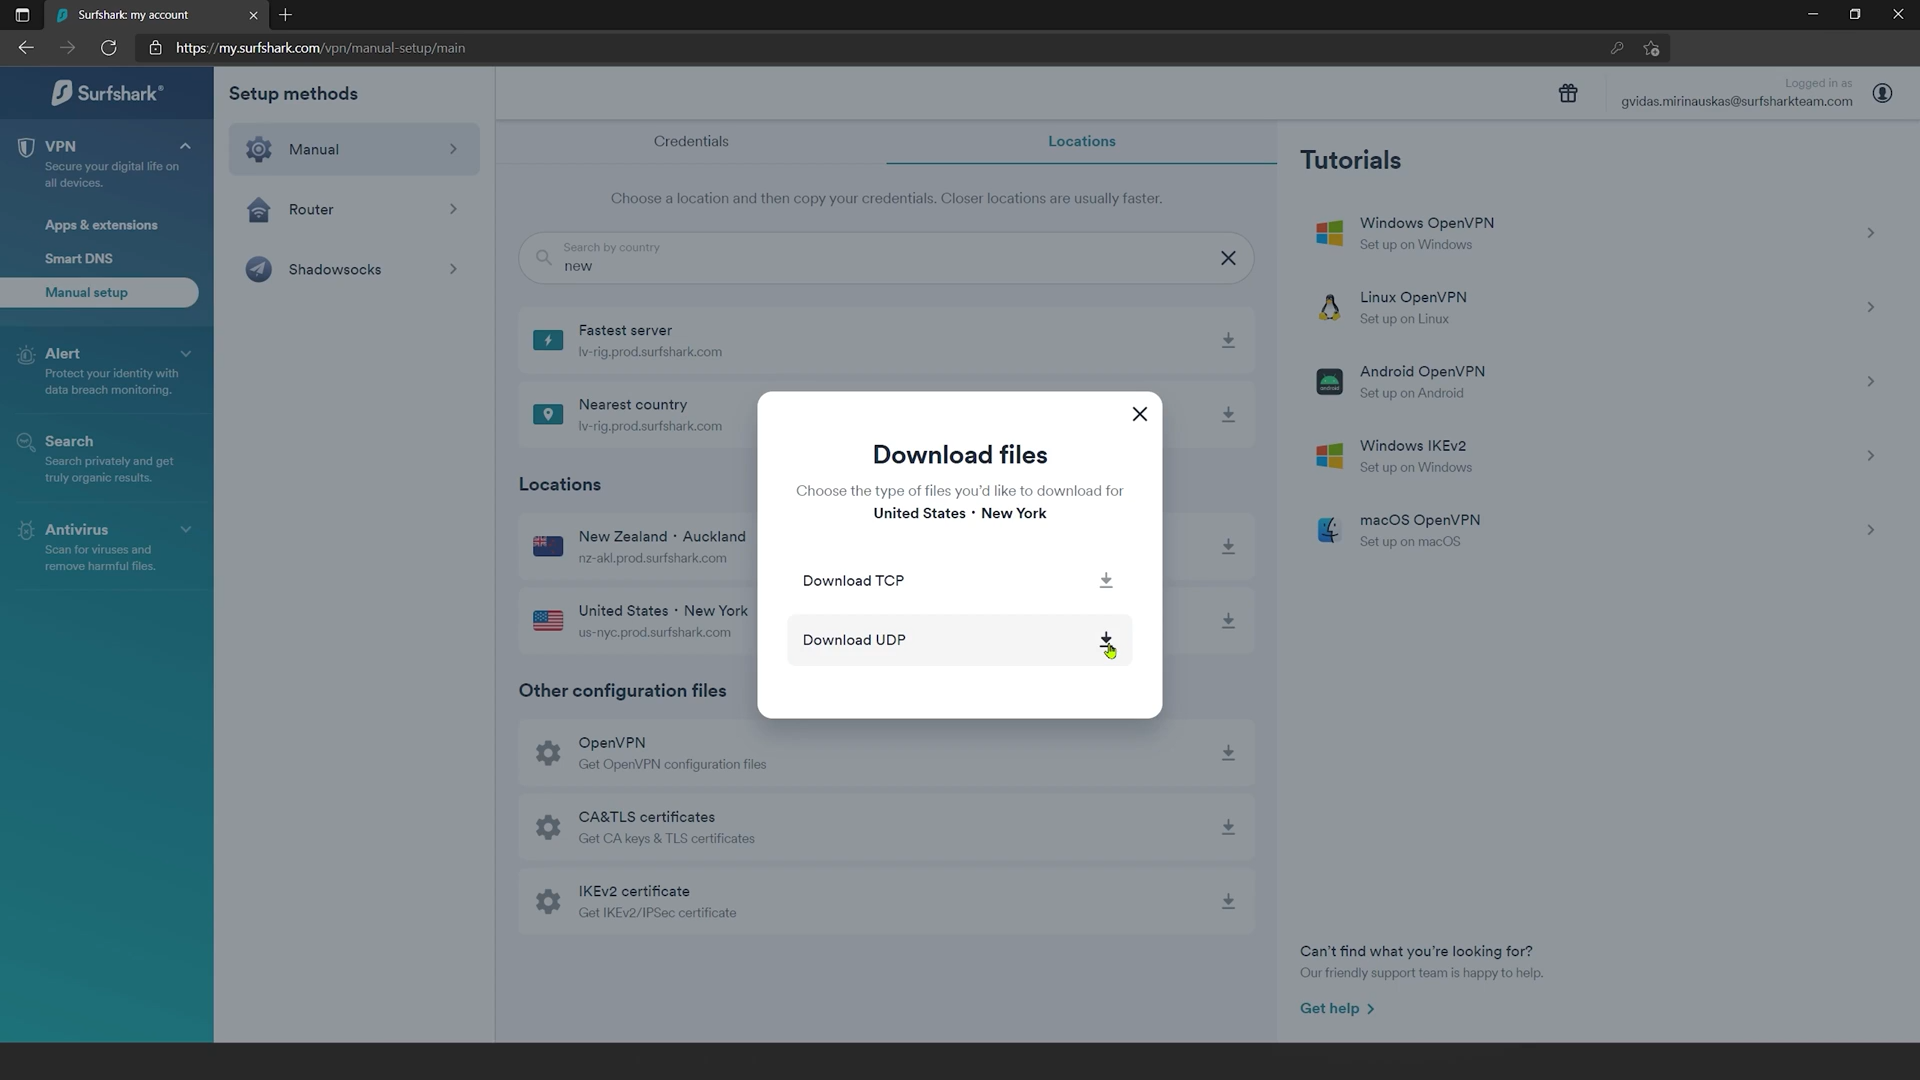 Surfshark: my account
https://my.surfshark.com/vpn/manual-setup/main
Surfshark®
VPN
Secure your digital life on
all devices.
Apps & extensions
Smart DNS
Manual setup
Alert
Protect your identity with
data breach monitoring.
Search
Search privately and get
truly organic results.
Antivirus
Scan for viruses and
remove harmful files.
Setup methods
Manual
Router
Shadowsocks
Logged in as
gvidas.mirinauskas@surfsharkteam.com
Credentials
Locations
Choose a location and then copy your credentials. Closer locations are usually faster.
Search by country
new
Fastest server
lv-rig.prod.surfshark.com
Nearest country
lv-rig.prod.surfshark.com
Locations
New Zealand • Auckland
nz-akl.prod.surfshark.com
United States • New York
us-nyc.prod.surfshark.com
Other configuration files
OpenVPN
Get OpenVPN configuration files
CA&TLS certificates
Get CA keys & TLS certificates
IKEv2 certificate
Get IKEv2/IPSec certificate
Download files
Choose the type of files you'd like to download for
United States • New York
Download TCP
Download UDP
Tutorials
Windows OpenVPN
Set up on Windows
Linux OpenVPN
Set up on Linux
android
Android OpenVPN
Set up on Android
Windows IKEv2
Set up on Windows
macOS OpenVPN
Set up on macOS
Can't find what you're looking for?
Our friendly support team is happy to help.
Get help